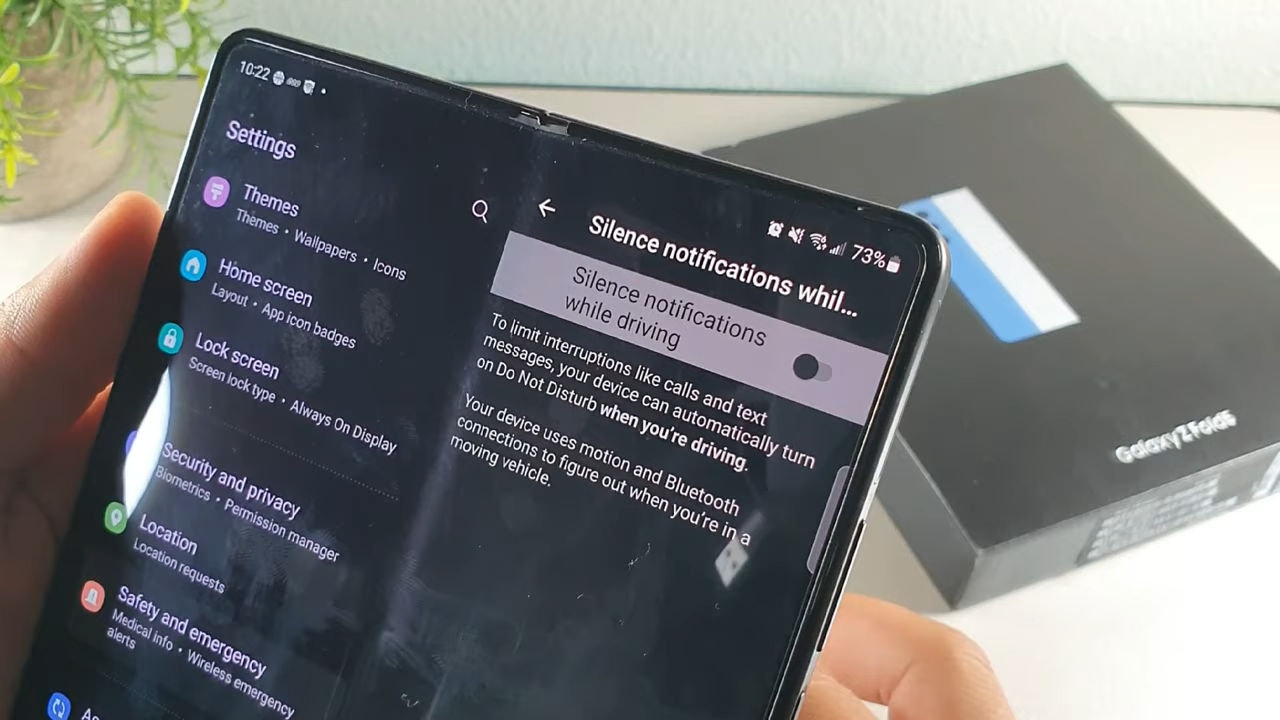 10:22
Settings
Themes
Themes • Wallpapers • Icons
Home screen
Layout • App icon badges
Lock screen
Screen lock type • Always On Display
Security and privacy
Biometrics • Permission manager
Location
Location requests
Safety and emergency
Medical info • Wireless emergency
alerts
73%
Silence notifications whil...
Silence notifications
while driving
To limit interruptions like calls and text
messages, your device can automatically turn
on Do Not Disturb when you're driving.
Your device uses motion and Bluetooth
connections to figure out when you're in a
moving vehicle.
Galaxy Z Fold5